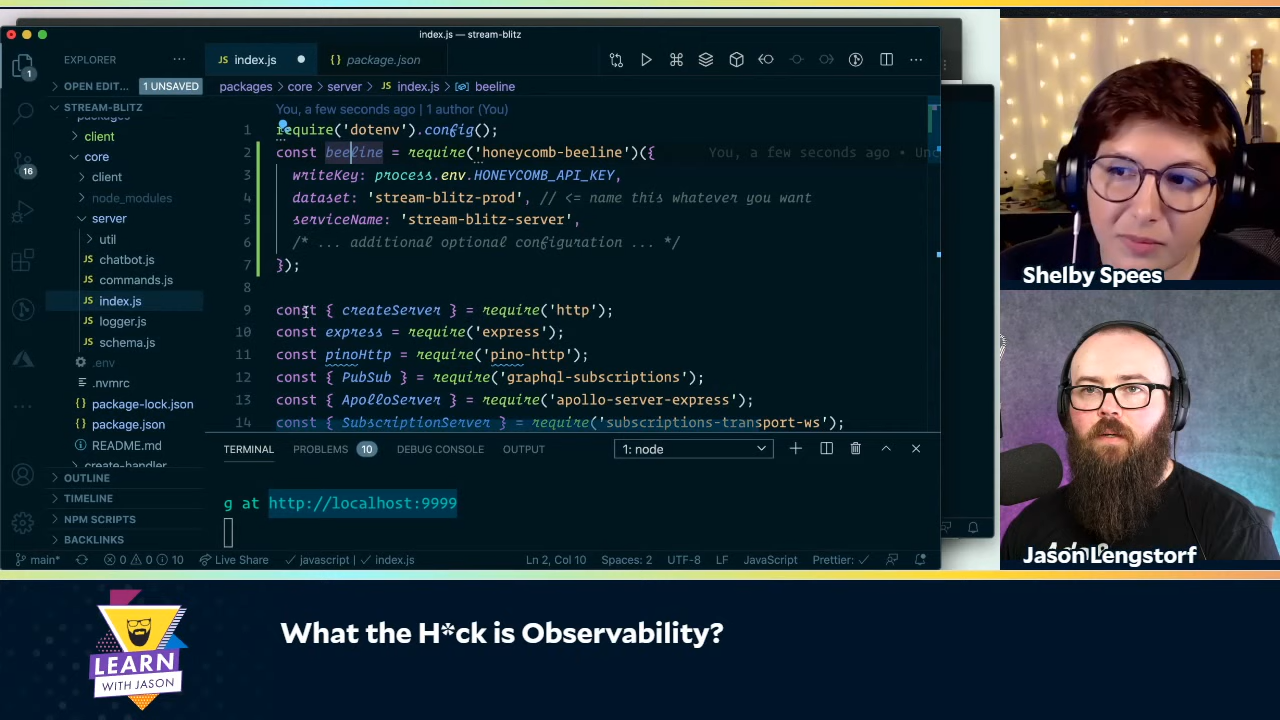 index.js — stream-blitz
EXPLORER
index.js
package.json
OPEN EDIT... 1 UNSAVED
packages > core > server > index.js > beeline
STREAM-BLITZ
You, a few seconds ago | 1 author (You)
packages
client
core
client
node_modules
server
util
chatbot.js
commands.js
index.js
logger.js
schema.js
.env
.nvmrc
package-lock.json
package.json
README.md
create-handler
OUTLINE
TIMELINE
NPM SCRIPTS
BACKLINKS
1
16
1 require('dotenv').config();
2 const beeline = require('honeycomb-beeline')({ You, a few seconds ago • Unc
3 writeKey: process.env.HONEYCOMB_API_KEY,
4 dataset: 'stream-blitz-prod', // <= name this whatever you want
5 serviceName: 'stream-blitz-server',
6 /* ... additional optional configuration ... */
7 });
8
9 const { createServer } = require('http');
10 const express = require('express');
11 const pinoHttp = require('pino-http');
12 const { PubSub } = require('graphql-subscriptions');
13 const { ApolloServer } = require('apollo-server-express');
14 const { SubscriptionServer } = require('subscriptions-transport-ws');
TERMINAL PROBLEMS 10 DEBUG CONSOLE OUTPUT 1: node
g at http://localhost:9999
main* 0 0 10 Live Share javascript | index.js Ln 2, Col 10 Spaces: 2 UTF-8 LF JavaScript Prettier:
Shelby Spees
Jason Lengstorf
LEARN
WITH JASON
What the H*ck is Observability?